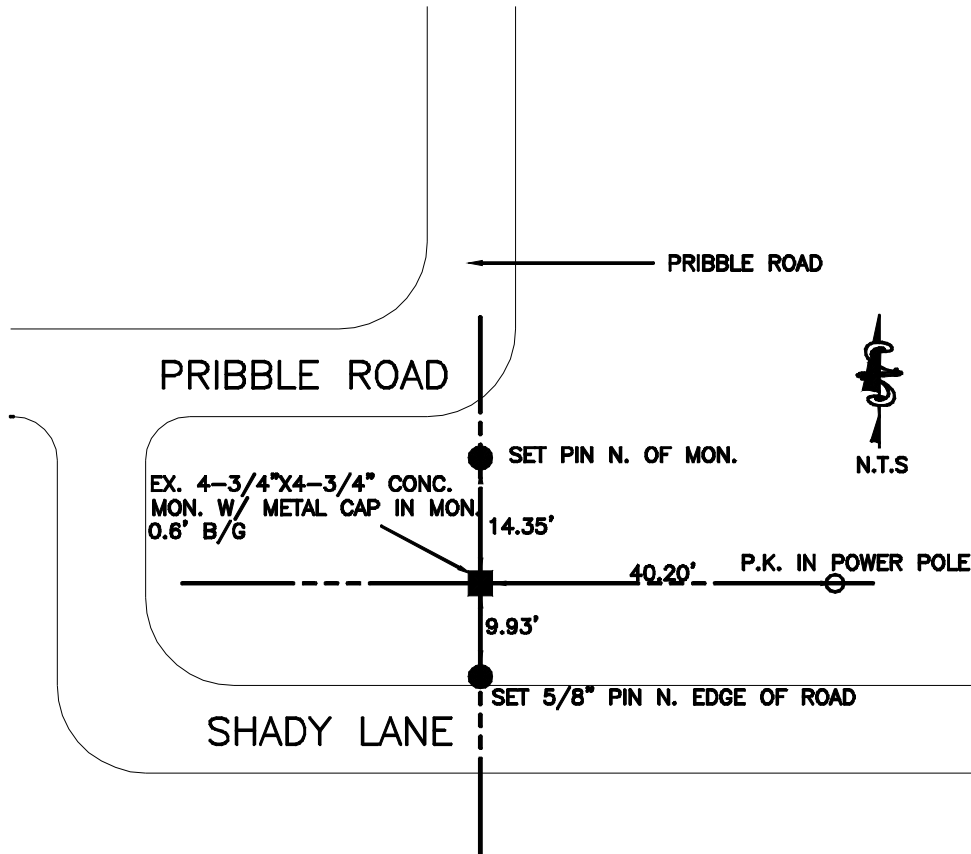 PRIBBLE ROAD
PRIBBLE ROAD
SET PIN N. OF MON.
N.T.S
EX. 4-3/4"X4-3/4" CONC.
MON. W/ METAL CAP IN MON.
0.6' B/G
14.35'
40.20'
P.K. IN POWER POLE
9.93'
SET 5/8" PIN N. EDGE OF ROAD
SHADY LANE